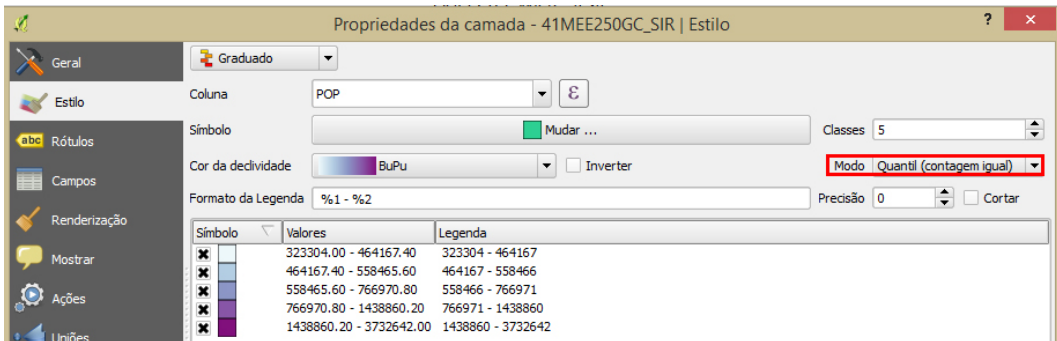 Propriedades da camada - 41MEE250GC_SIR | Estilo ? ×
Geral
Estilo
abc Rótulos
Campos
Renderização
Mostrar
Ações
Uniões
Graduado
Coluna POP ε
Símbolo Mudar ... Classes 5
Cor da declividade BuPu Inverter Modo Quantil (contagem igual)
Formato da Legenda %1 - %2 Precisão 0 Cortar
Símbolo Valores Legenda
323304.00 - 464167.40 323304 - 464167
464167.40 - 558465.60 464167 - 558466
558465.60 - 766970.80 558466 - 766971
766970.80 - 1438860.20 766971 - 1438860
1438860.20 - 3732642.00 1438860 - 3732642